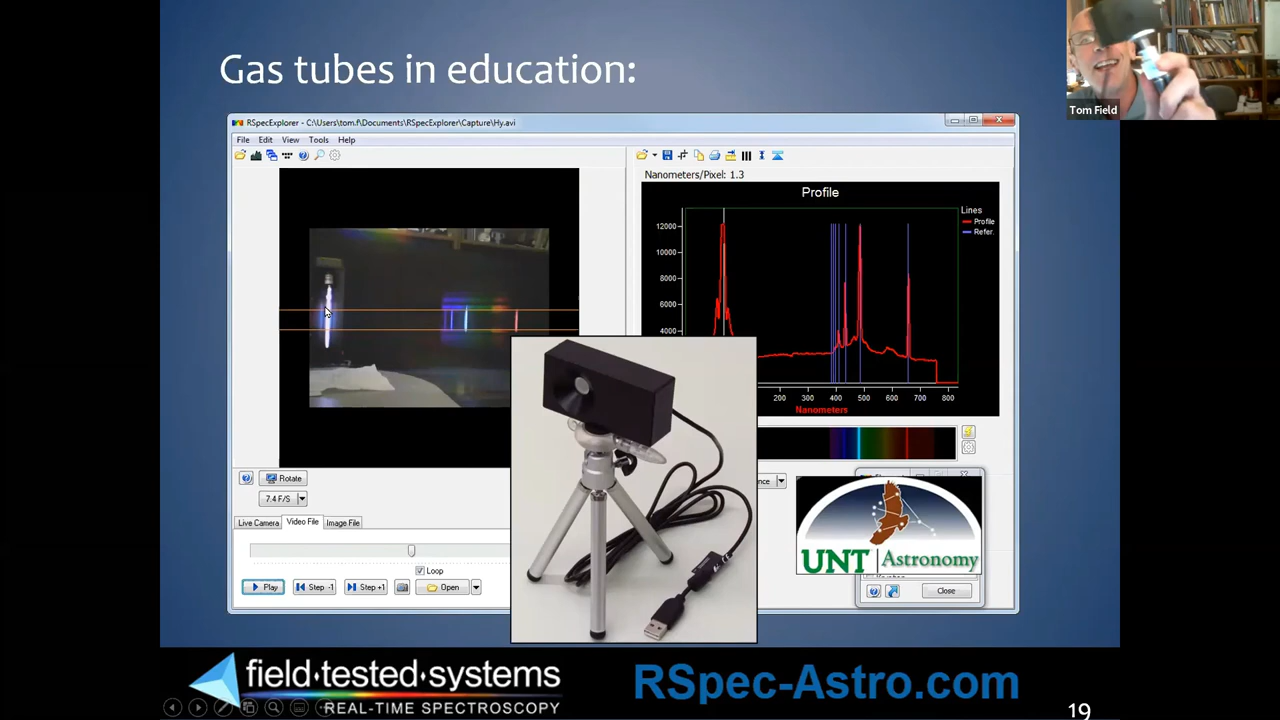 Gas tubes in education:
Tom Field
RSpecExplorer - C:\Users\tom.f\Documents\RSpecExplorer\Capture\Hy.avi
File Edit View Tools Help
Nanometers/Pixel: 1.3
Profile
Lines
Profile
Refer.
12000
10000
8000
6000
4000
200 300 400 500 600 700 800
Nanometers
Rotate
7.4 F/S
nce
Live Camera Video File Image File
Loop
Play Step -1 Step +1 Open
UNT Astronomy
Close
field·tested·systems
REAL-TIME SPECTROSCOPY
RSpec-Astro.com
19